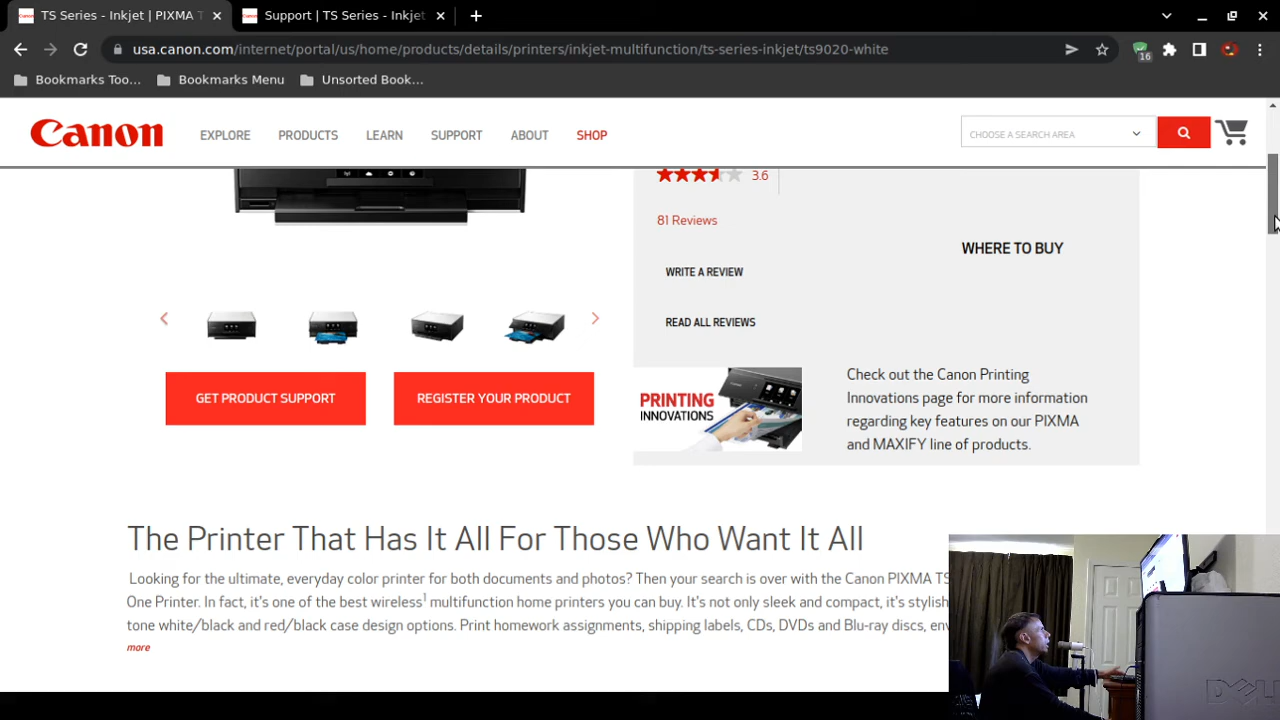 TS Series - Inkjet | PIXMA T
Support | TS Series - Inkjet
usa.canon.com/internet/portal/us/home/products/details/printers/inkjet-multifunction/ts-series-inkjet/ts9020-white
16
Bookmarks Too...
Bookmarks Menu
Unsorted Book...
Canon
EXPLORE
PRODUCTS
LEARN
SUPPORT
ABOUT
SHOP
CHOOSE A SEARCH AREA
3.6
81 Reviews
WHERE TO BUY
WRITE A REVIEW
READ ALL REVIEWS
GET PRODUCT SUPPORT
REGISTER YOUR PRODUCT
PRINTING
INNOVATIONS
Check out the Canon Printing
Innovations page for more information
regarding key features on our PIXMA
and MAXIFY line of products.
The Printer That Has It All For Those Who Want It All
Looking for the ultimate, everyday color printer for both documents and photos? Then your search is over with the Canon PIXMA TS
One Printer. In fact, it's one of the best wireless¹ multifunction home printers you can buy. It's not only sleek and compact, it's stylish
tone white/black and red/black case design options. Print homework assignments, shipping labels, CDs, DVDs and Blu-ray discs, env
more
DELL